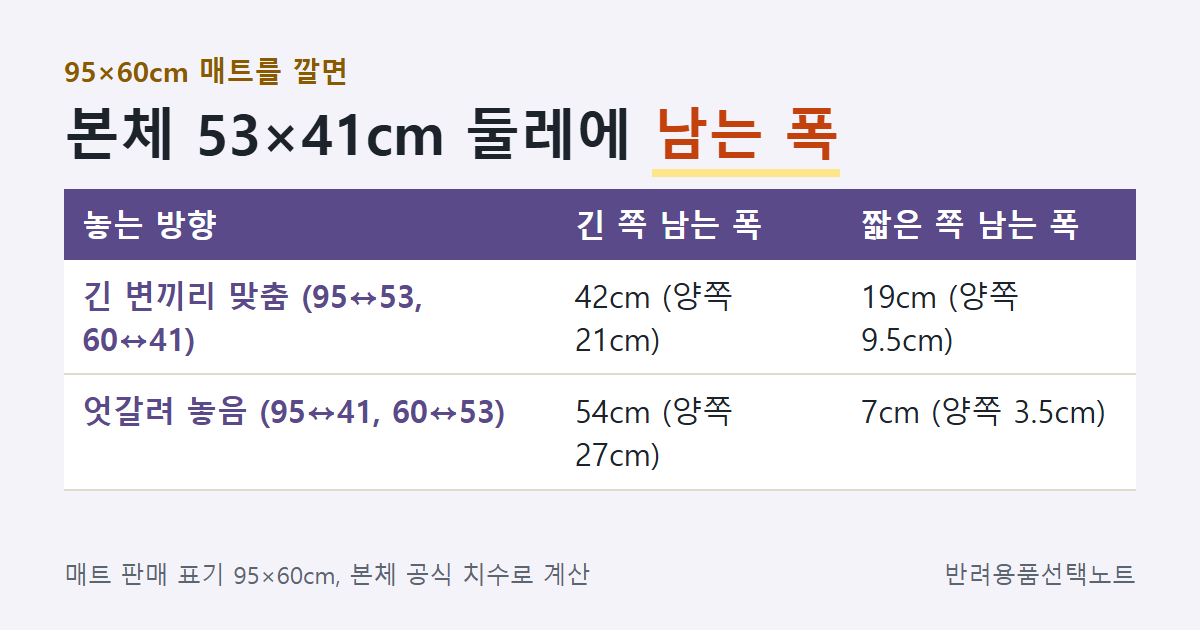 95×60cm 매트를 깔면
본체 53×41cm 둘레에 남는 폭
놓는 방향 긴 쪽 남는 폭 짧은 쪽 남는 폭
긴 변끼리 맞춤 (95↔53, 60↔41) 42cm (양쪽 21cm) 19cm (양쪽 9.5cm)
엇갈려 놓음 (95↔41, 60↔53) 54cm (양쪽 27cm) 7cm (양쪽 3.5cm)
매트 판매 표기 95×60cm, 본체 공식 치수로 계산 반려용품선택노트